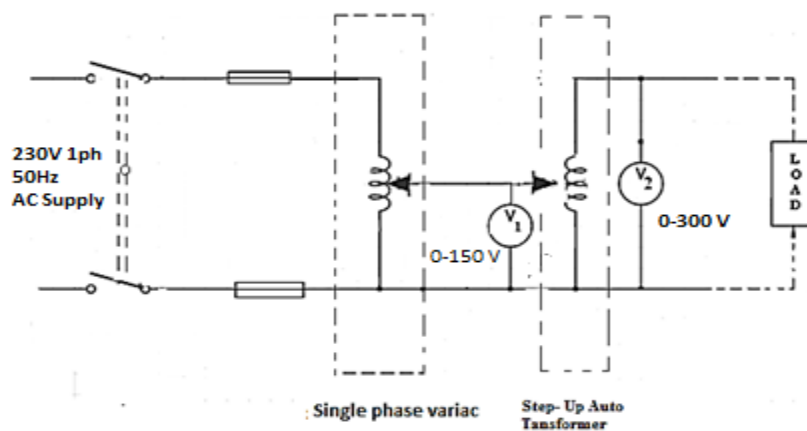 230V 1ph
50Hz
AC Supply
V1
0-150 V
V2
0-300 V
LOAD
: Single phase variac
Step- Up Auto
Tansformer